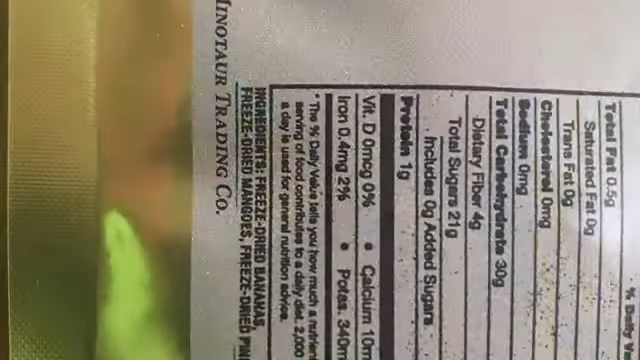 % Daily V
Total Fat 0.5g
Saturated Fat 0g
Trans Fat 0g
Cholesterol 0mg
Sodium 0mg
Total Carbohydrate 30g
Dietary Fiber 4g
Total Sugars 21g
Includes 0g Added Sugars
Protein 1g
Vit. D 0mcg 0% • Calcium 10m
Iron 0.4mg 2% • Potas. 340m
* The % Daily Value tells you how much a nutrient
serving of food contributes to a daily diet. 2,000
a day is used for general nutrition advice.
INGREDIENTS: FREEZE-DRIED BANANAS,
FREEZE-DRIED MANGOES, FREEZE-DRIED PIN
MINOTAUR TRADING CO.